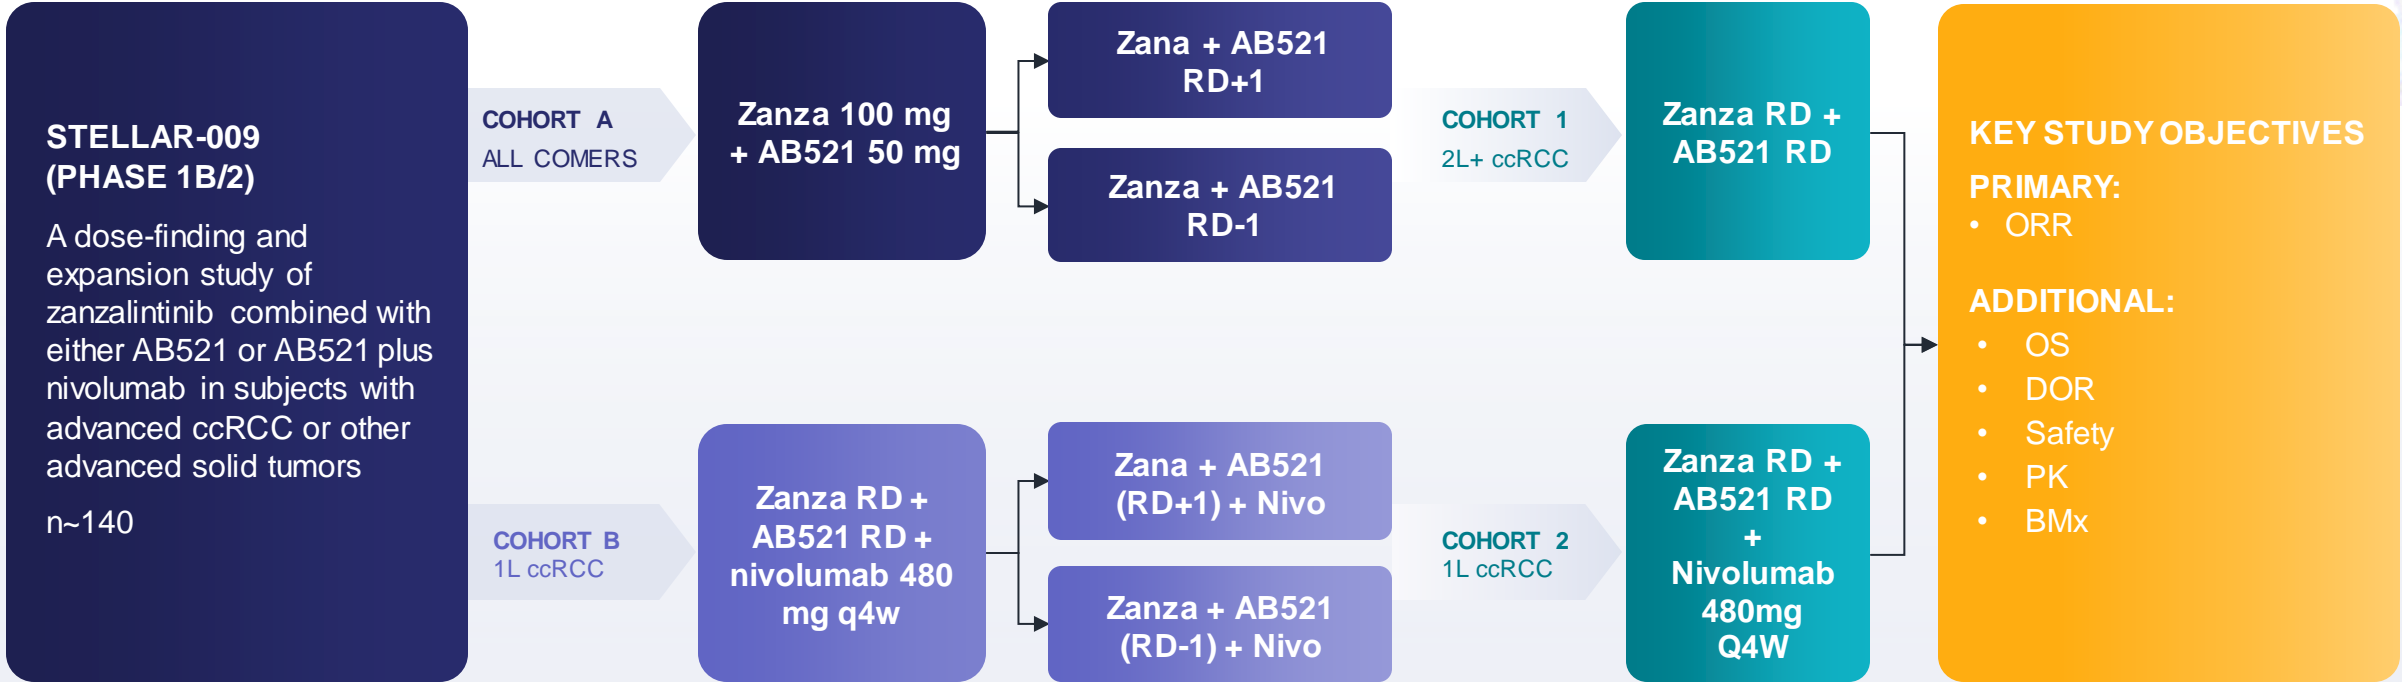 STELLAR-009
(PHASE 1B/2)
A dose-finding and
expansion study of
zanzalintinib combined with
either AB521 or AB521 plus
nivolumab in subjects with
advanced ccRCC or other
advanced solid tumors
n~140
COHORT A
ALL COMERS
Zanza 100 mg
+ AB521 50 mg
Zana + AB521
RD+1
Zanza + AB521
RD-1
COHORT 1
2L+ ccRCC
Zanza RD +
AB521 RD
COHORT B
1L ccRCC
Zanza RD +
AB521 RD +
nivolumab 480
mg q4w
Zana + AB521
(RD+1) + Nivo
Zanza + AB521
(RD-1) + Nivo
COHORT 2
1L ccRCC
Zanza RD +
AB521 RD
+
Nivolumab
480mg
Q4W
KEY STUDY OBJECTIVES
PRIMARY:
• ORR
ADDITIONAL:
• OS
• DOR
• Safety
• PK
• BMx